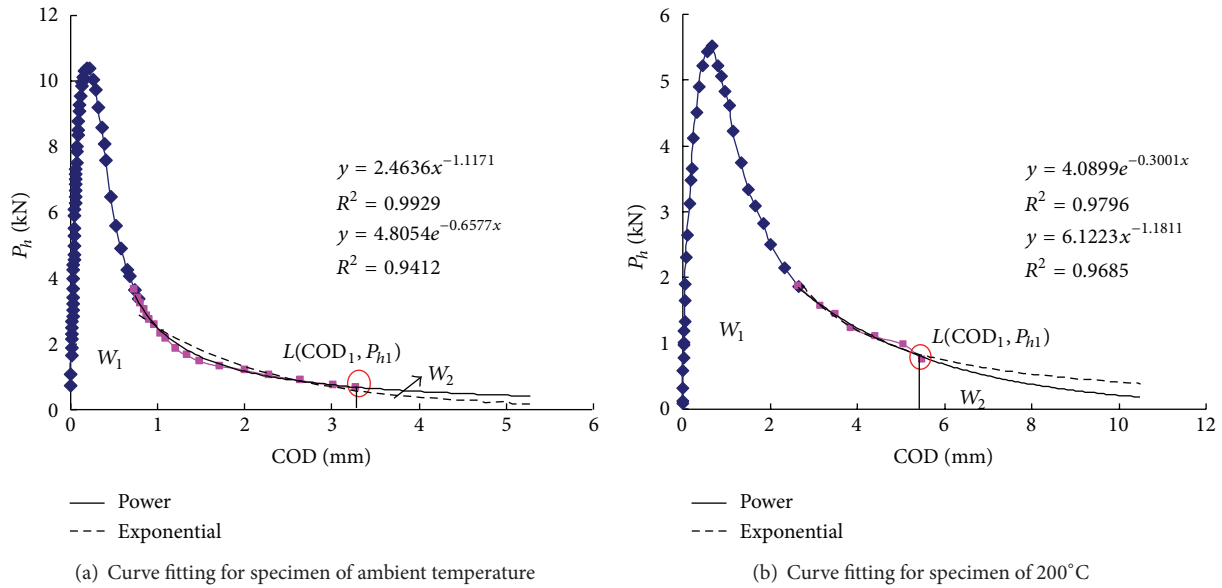 12
10
8
6
4
2
0
P_h (kN)
y = 2.4636x^{-1.1171}
R^2 = 0.9929
y = 4.8054e^{-0.6577x}
R^2 = 0.9412
W_1
L(COD_1, P_{h1})
W_2
0 1 2 3 4 5 6
COD (mm)
Power
Exponential
(a) Curve fitting for specimen of ambient temperature
6
5
4
3
2
1
0
P_h (kN)
y = 4.0899e^{-0.3001x}
R^2 = 0.9796
y = 6.1223x^{-1.1811}
R^2 = 0.9685
L(COD_1, P_{h1})
W_1
W_2
0 2 4 6 8 10 12
COD (mm)
Power
Exponential
(b) Curve fitting for specimen of 200°C